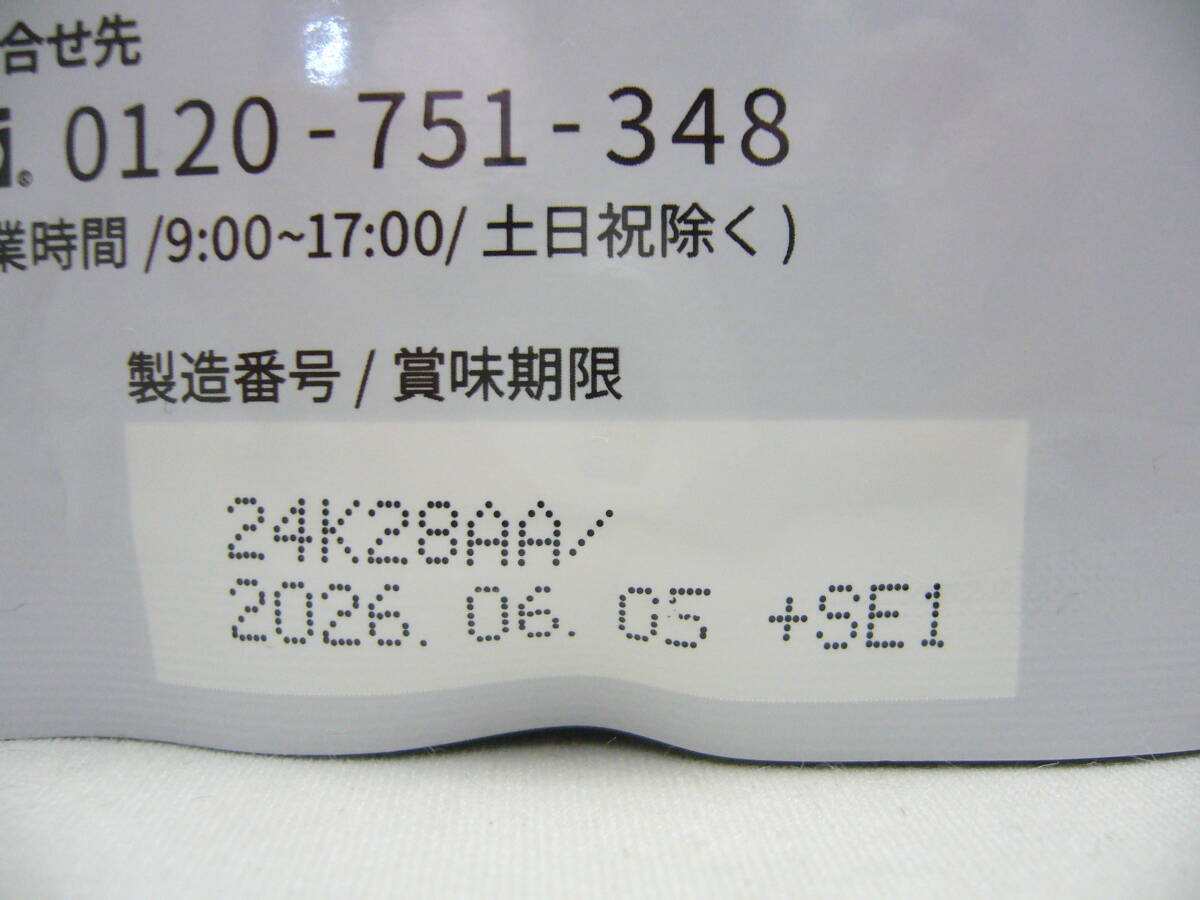 合せ先
0120-751-348
業時間 /9:00~17:00/ 土日祝除く)
製造番号 / 賞味期限
24K28AA/
2026. 06. 05 +SE1